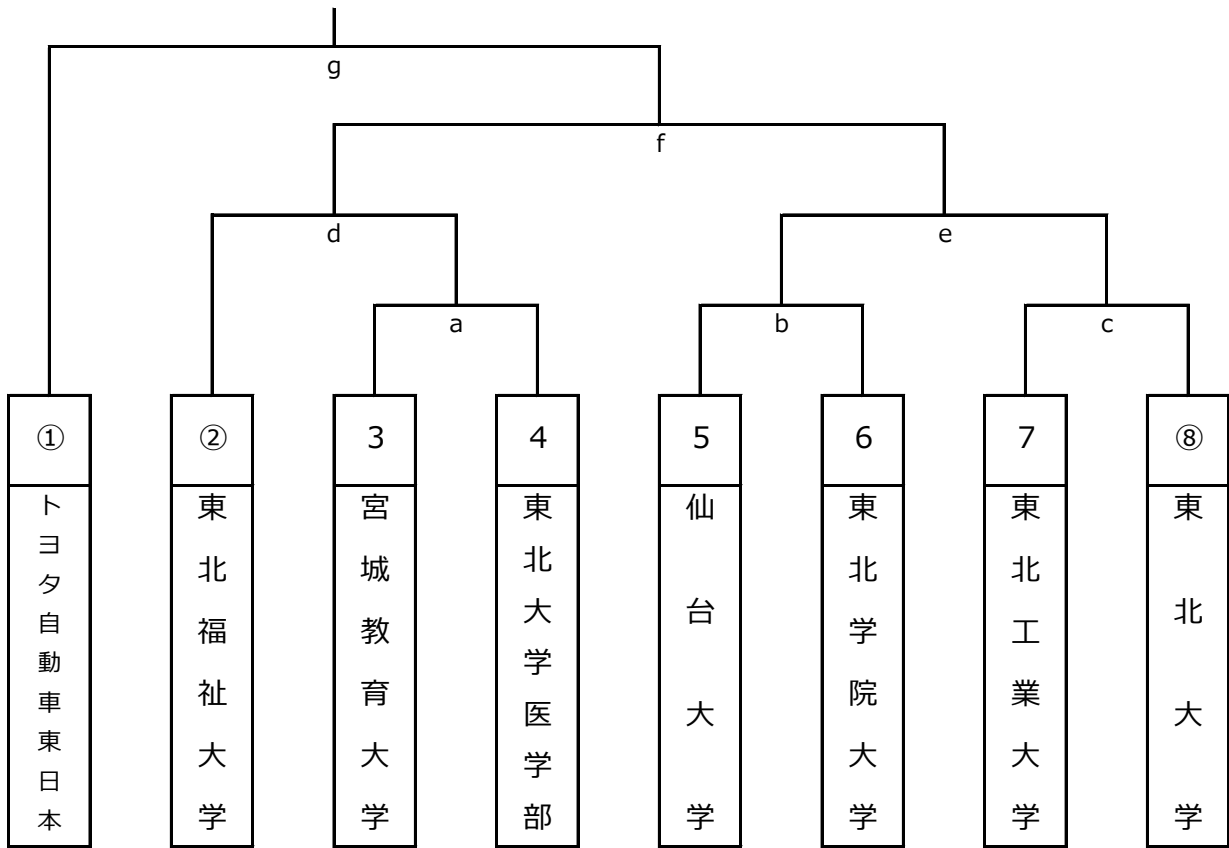 g
f
d
e
a
b
c
①
②
3
4
5
6
7
⑧
トヨタ自動車東日本
東北福祉大学
宮城教育大学
東北大学医学部
仙台大学
東北学院大学
東北工業大学
東北大学